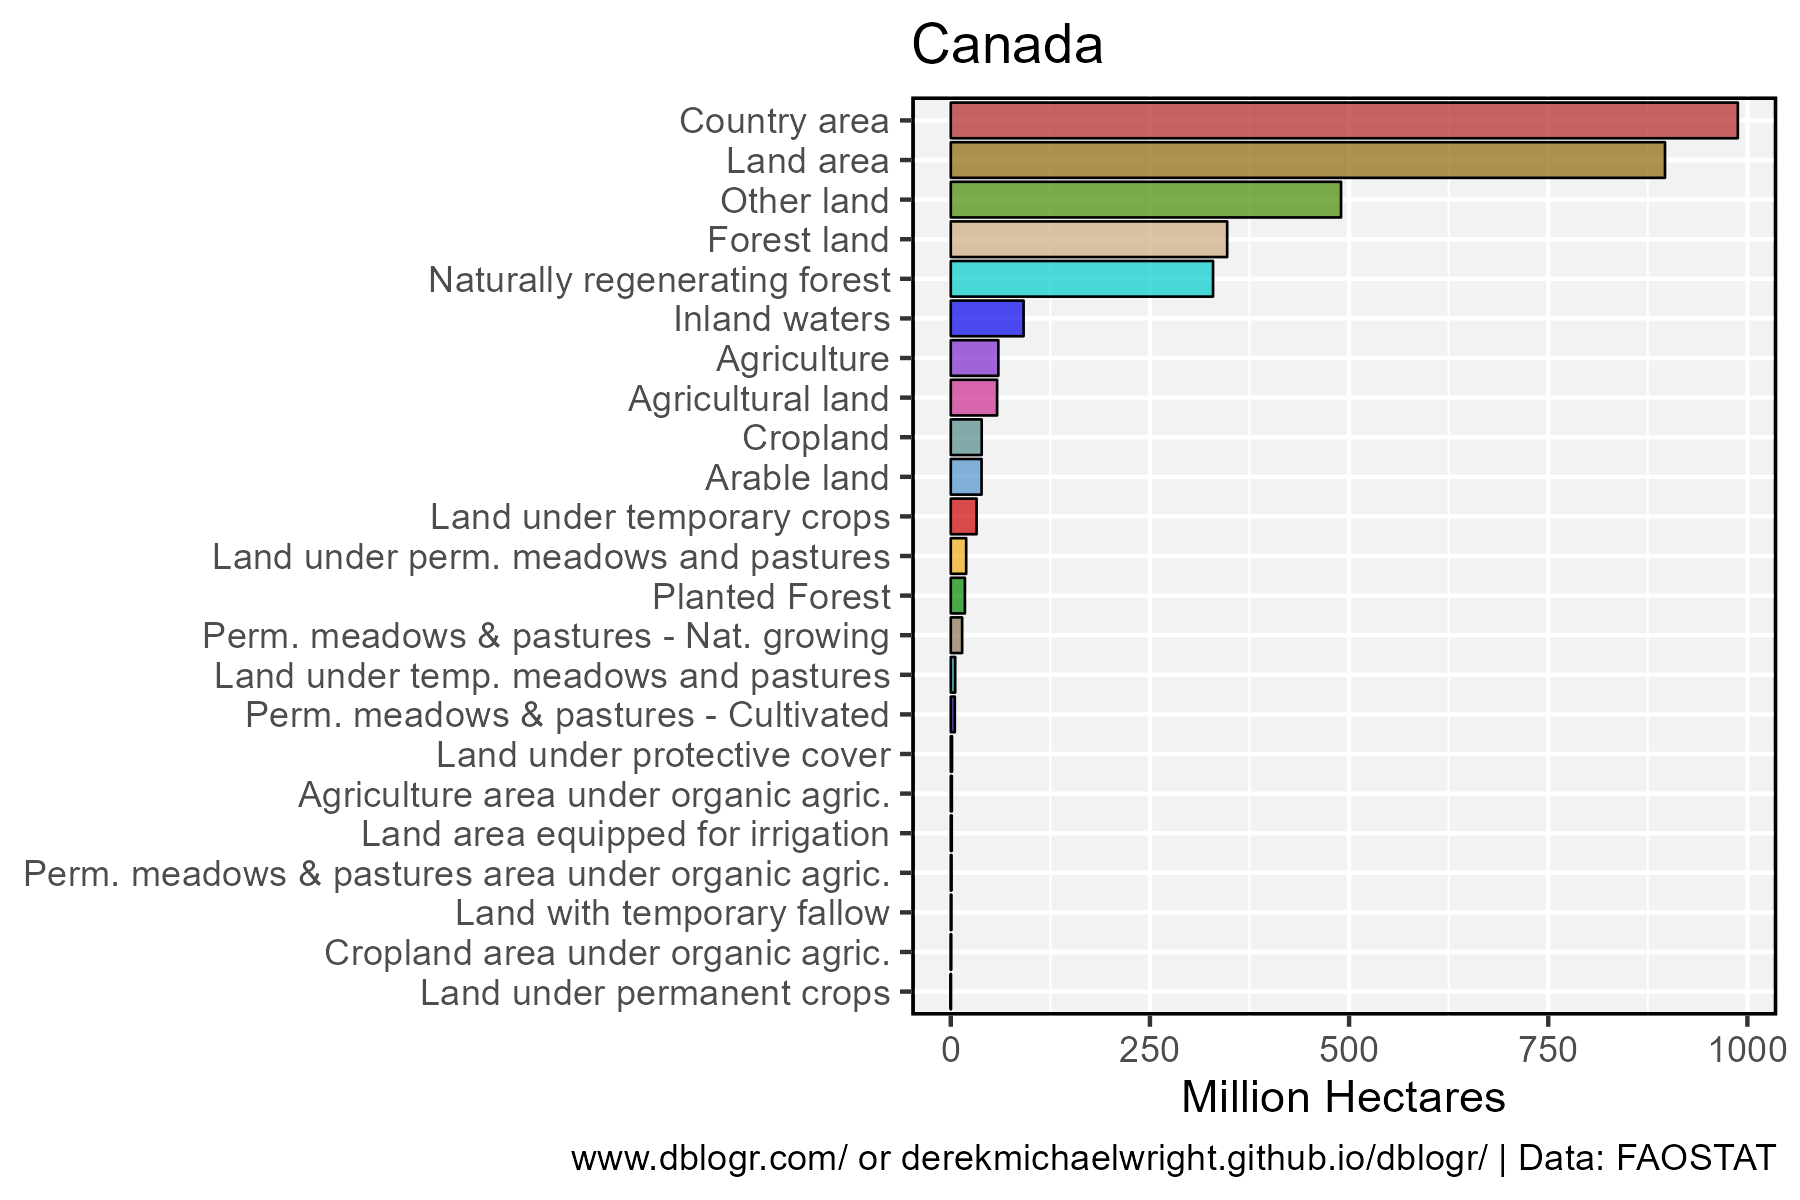 Canada
Country area
Land area
Other land
Forest land
Naturally regenerating forest
Inland waters
Agriculture
Agricultural land
Cropland
Arable land
Land under temporary crops
Land under perm. meadows and pastures
Planted Forest
Perm. meadows & pastures - Nat. growing
Land under temp. meadows and pastures
Perm. meadows & pastures - Cultivated
Land under protective cover
Agriculture area under organic agric.
Land area equipped for irrigation
Perm. meadows & pastures area under organic agric.
Land with temporary fallow
Cropland area under organic agric.
Land under permanent crops
0 250 500 750 1000
Million Hectares
www.dblogr.com/ or derekmichaelwright.github.io/dblogr/ | Data: FAOSTAT